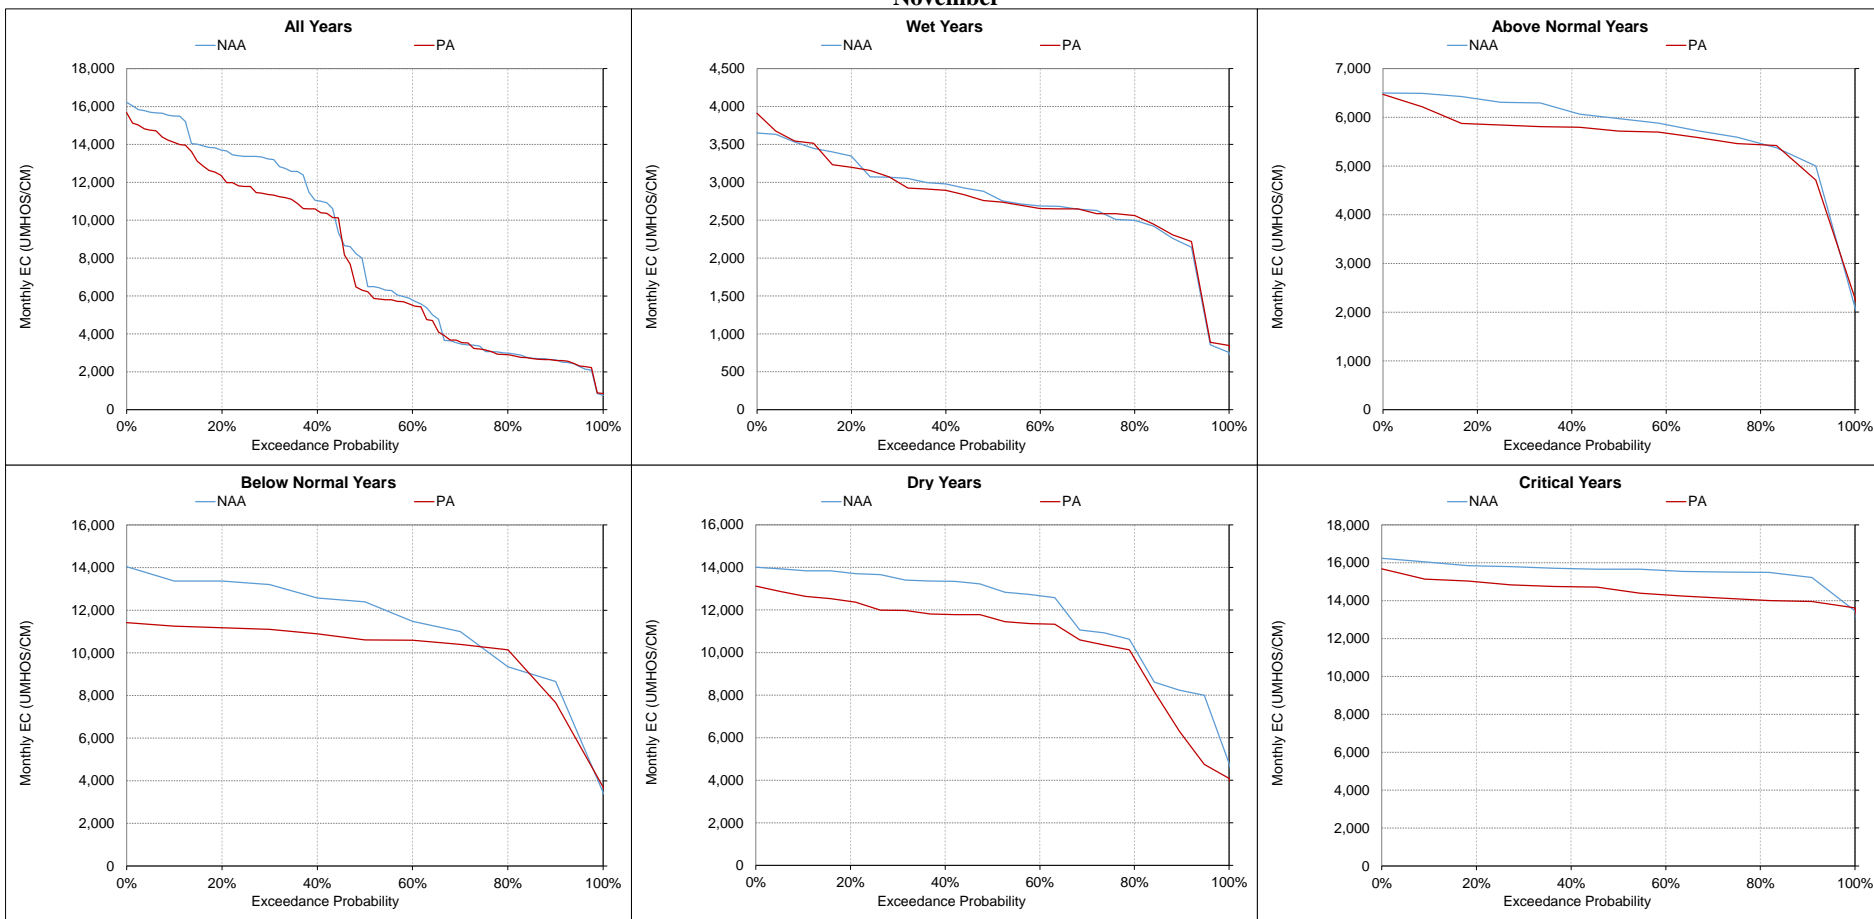 November
All Years
NAA PA
18,000
16,000
14,000
12,000
10,000
8,000
6,000
4,000
2,000
0
Monthly EC (UMHOS/CM)
0% 20% 40% 60% 80% 100%
Exceedance Probability
Wet Years
NAA PA
4,500
4,000
3,500
3,000
2,500
2,000
1,500
1,000
500
0
Monthly EC (UMHOS/CM)
0% 20% 40% 60% 80% 100%
Exceedance Probability
Above Normal Years
NAA PA
7,000
6,000
5,000
4,000
3,000
2,000
1,000
0
Monthly EC (UMHOS/CM)
0% 20% 40% 60% 80% 100%
Exceedance Probability
Below Normal Years
NAA PA
16,000
14,000
12,000
10,000
8,000
6,000
4,000
2,000
0
Monthly EC (UMHOS/CM)
0% 20% 40% 60% 80% 100%
Exceedance Probability
Dry Years
NAA PA
16,000
14,000
12,000
10,000
8,000
6,000
4,000
2,000
0
Monthly EC (UMHOS/CM)
0% 20% 40% 60% 80% 100%
Exceedance Probability
Critical Years
NAA PA
18,000
16,000
14,000
12,000
10,000
8,000
6,000
4,000
2,000
0
Monthly EC (UMHOS/CM)
0% 20% 40% 60% 80% 100%
Exceedance Probability